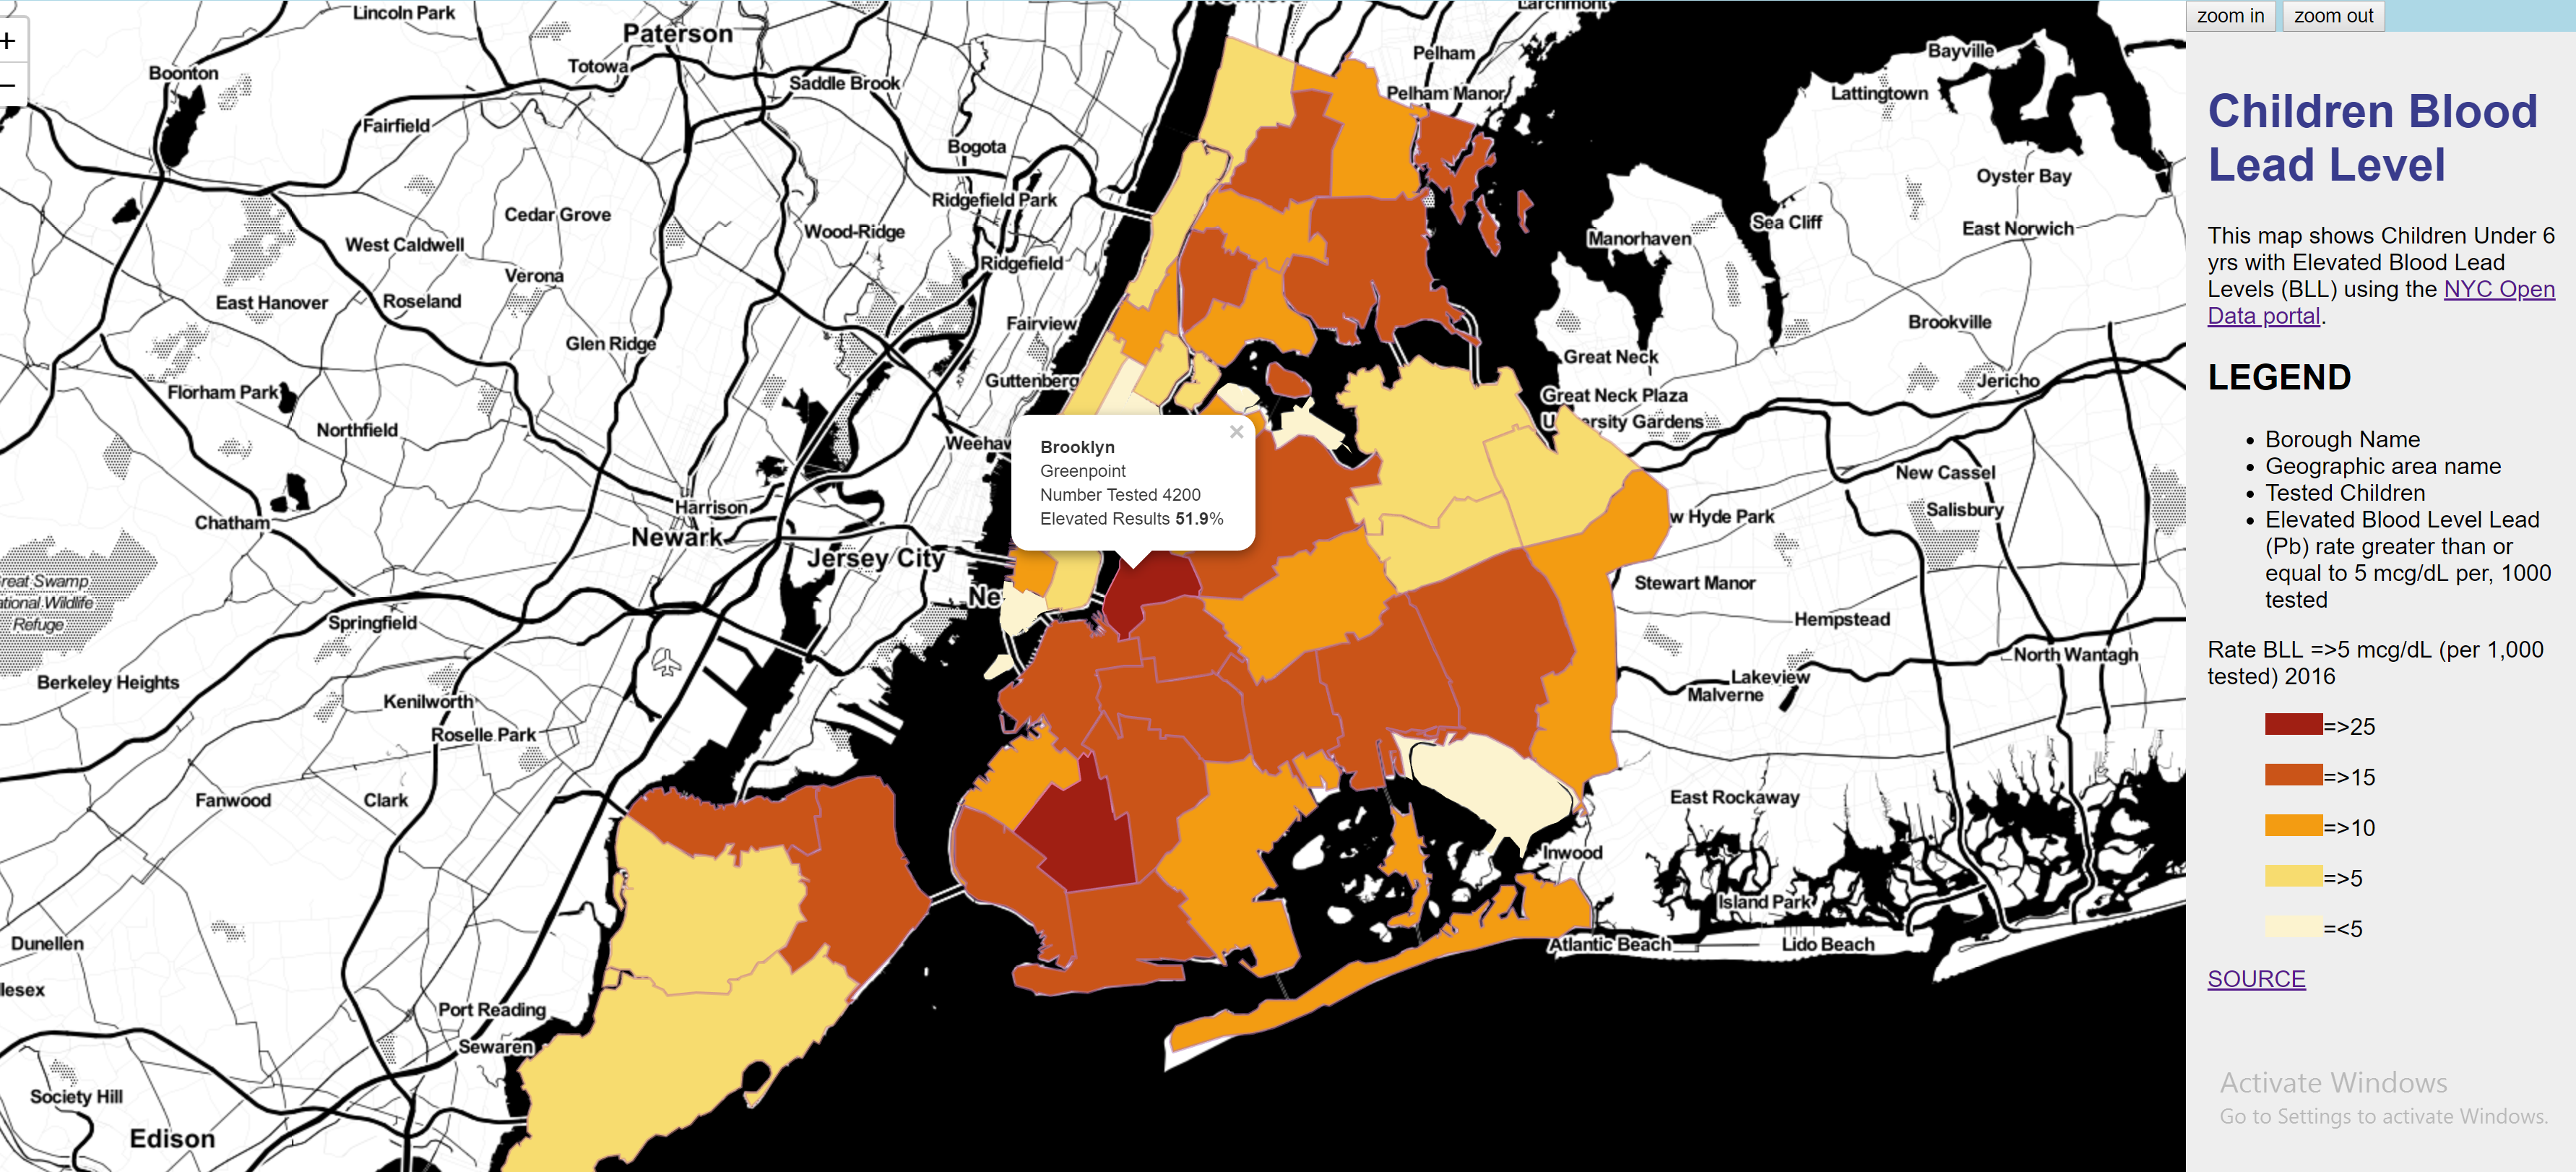 Lincoln Park
Larchmont
zoom in
zoom out
+
−
Paterson
Pelham
Bayville
Boonton
Totowa
Saddle Brook
Pelham Manor
Lattingtown
Children Blood
Lead Level
Fairfield
Bogota
Oyster Bay
Ridgefield Park
Cedar Grove
Wood-Ridge
Sea Cliff
East Norwich
Manorhaven
West Caldwell
Ridgefield
Verona
This map shows Children Under 6
yrs with Elevated Blood Lead
Levels (BLL) using the NYC Open
Data portal.
East Hanover
Roseland
Fairview
Brookville
Glen Ridge
Great Neck
Guttenberg
Jericho
LEGEND
Florham Park
Great Neck Plaza
Northfield
U
ersity Gardens
Weehaw
×
Brooklyn
Greenpoint
Number Tested 4200
Elevated Results 51.9%
New Cassel
Salisbury
Borough Name
Geographic area name
Tested Children
Elevated Blood Level Lead
(Pb) rate greater than or
equal to 5 mcg/dL per, 1000
tested
Harrison
Chatham
Newark
w Hyde Park
Jersey City
reat Swamp
ational Wildlife
Refuge
Stewart Manor
Ne
Springfield
Hempstead
North Wantagh
Berkeley Heights
Lakeview
Malverne
Kenilworth
Rate BLL =>5 mcg/dL (per 1,000
tested) 2016
Roselle Park
=>25
=>15
=>10
=>5
=<5
Fanwood
Clark
East Rockaway
Inwood
Island Park
Dunellen
Atlantic Beach
Lido Beach
SOURCE
lesex
Port Reading
Sewaren
Society Hill
Edison
Activate Windows
Go to Settings to activate Windows.